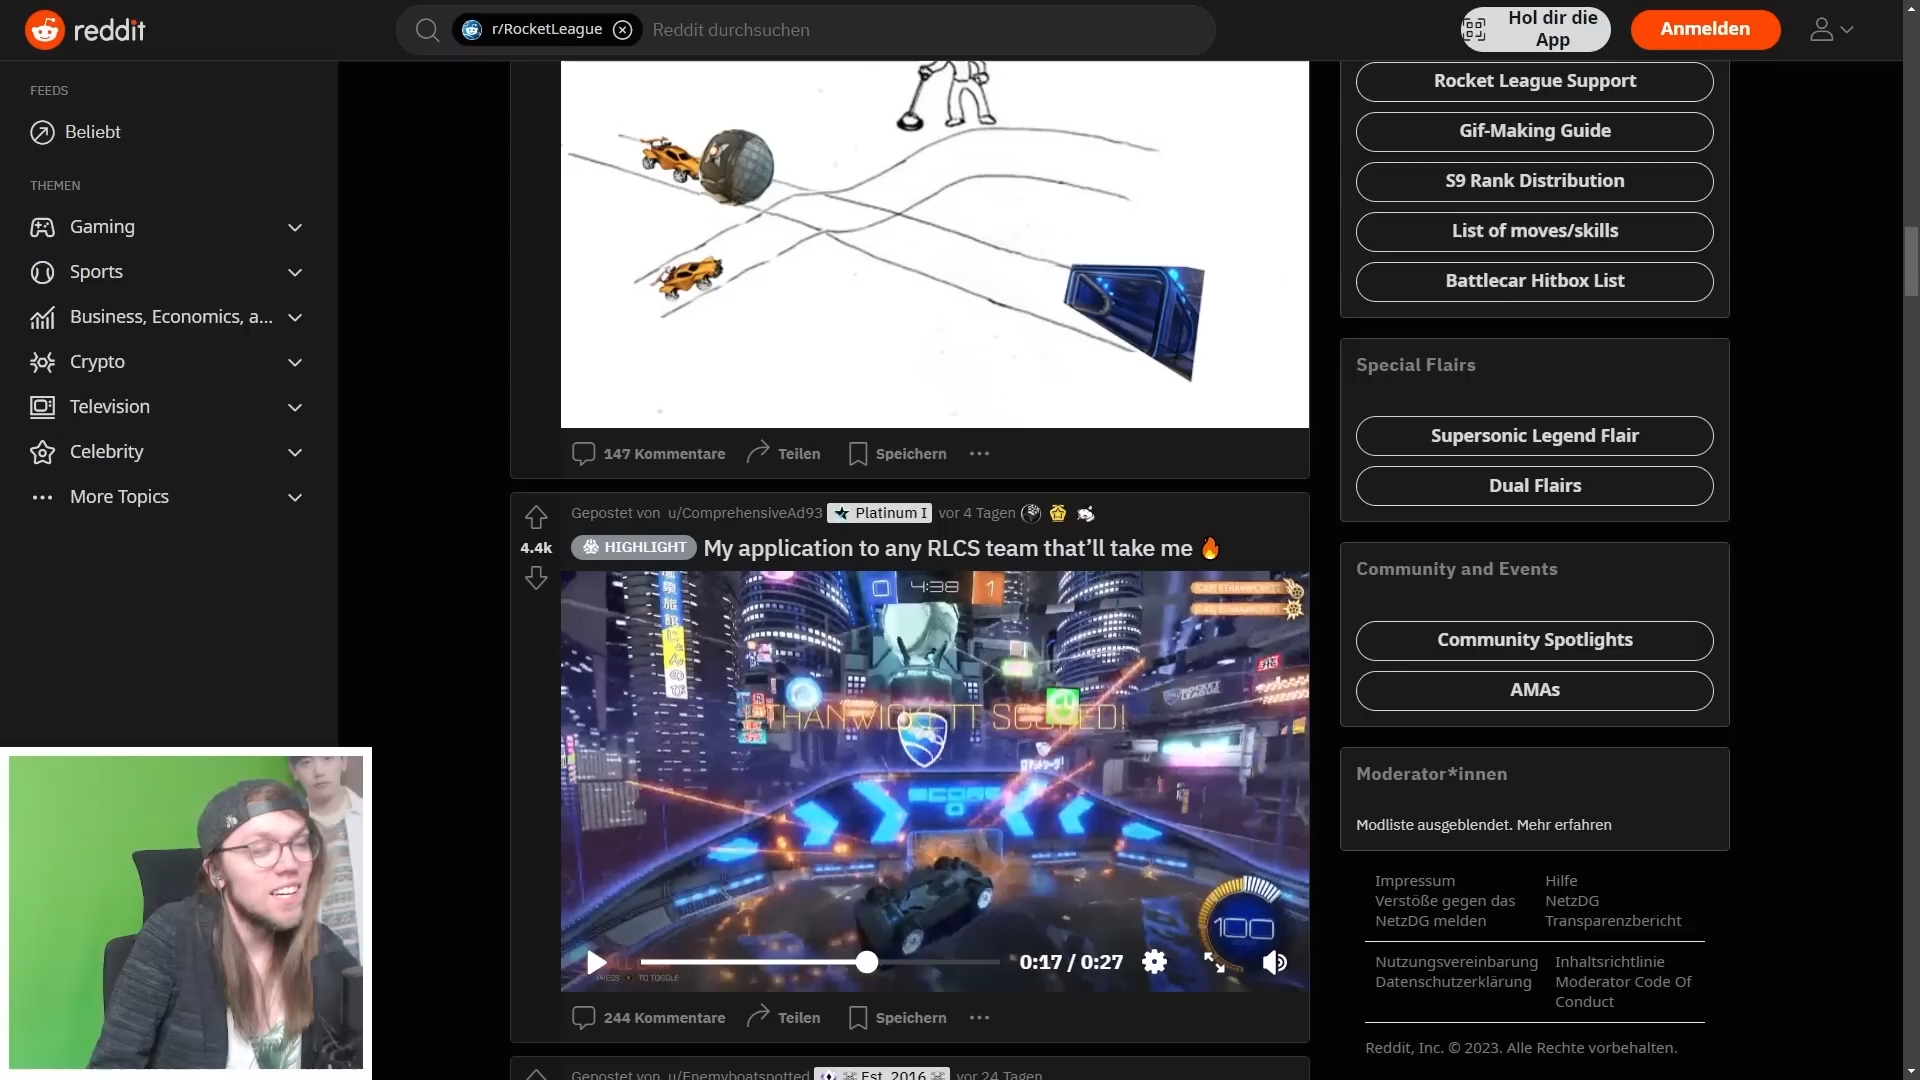 reddit
r/RocketLeague
Reddit durchsuchen
Hol dir die
App
Anmelden
FEEDS
Beliebt
THEMEN
Gaming
Sports
Business, Economics, a...
Crypto
Television
Celebrity
More Topics
147 Kommentare
Teilen
Speichern
Gepostet von u/ComprehensiveAd93 Platinum I vor 4 Tagen
4.4k
HIGHLIGHT My application to any RLCS team that’ll take me 🔥
0 4:38 1
ETHANWICKETT SCORED!
ROCKET
LEAGUE
100
0:17 / 0:27
TO TOGGLE
244 Kommentare
Teilen
Speichern
Gepostet von u/Enemyboatspotted Est. 2016 vor 24 Tagen
Rocket League Support
Gif-Making Guide
S9 Rank Distribution
List of moves/skills
Battlecar Hitbox List
Special Flairs
Supersonic Legend Flair
Dual Flairs
Community and Events
Community Spotlights
AMAs
Moderator*innen
Modliste ausgeblendet. Mehr erfahren
Impressum
Verstöße gegen das
NetzDG melden
Hilfe
NetzDG
Transparenzbericht
Nutzungsvereinbarung
Datenschutzerklärung
Inhaltsrichtlinie
Moderator Code Of
Conduct
Reddit, Inc. © 2023. Alle Rechte vorbehalten.